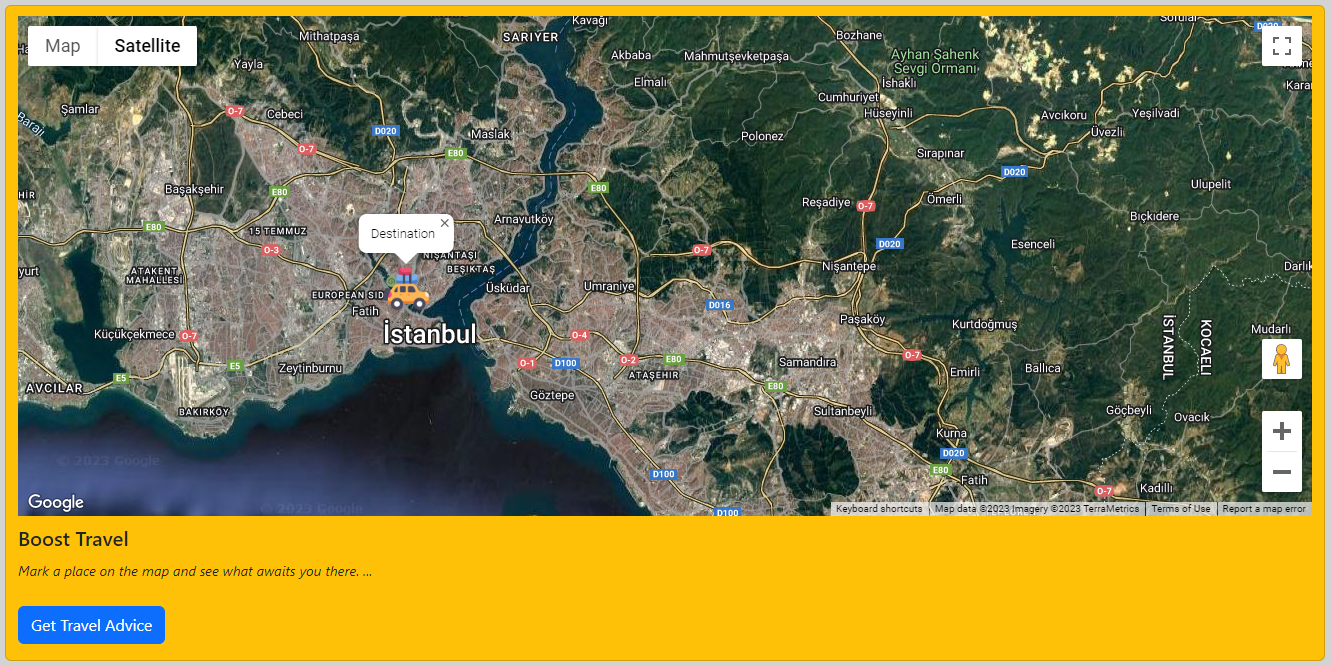 Kavağı
Sorular
D020
Map
Satellite
Mithatpaşa
SARIYER
Bozhane
Akbaba
Mahmutşevketpaşa
Ayhan Şahenk
Sevgi Ormanı
Yayla
Elmalı
İshaklı
Karan
Cumhuriyet
Şamlar
O-7
Cebeci
Hüseyinli
Avcıkoru
Yeşilvadi
Barajı
D020
Maslak
Polonez
Üvezli
O-7
E80
Sırapınar
D020
Başakşehir
E80
E80
Ulupelit
Reşadiye
O-7
Ömerli
Destination
Arnavutköy
Bıçkıdere
E80
15 TEMMUZ
O-3
O-7
D020
Esenceli
NİŞANTAŞI
BEŞİKTAŞ
Nişantepe
Darlık
yurt
ATAKENT
MAHALLESİ
EUROPEAN SID
Üsküdar
Ümraniye
Fatih
D016
Paşaköy
Kurtdoğmuş
İSTANBUL
KOCAELİ
Mudarlı
Küçükçekmece
O-7
İstanbul
O-4
O-7
E5
Zeytinburnu
O-1
D100
O-2
E80
ATAŞEHİR
Samandıra
Emirli
Ballıca
AVCILAR
E5
E80
Göztepe
BAKIRKÖY
Sultanbeyli
Göçbeyli
Ovacık
Kurna
D020
© 2023 Google
D100
E80
Fatih
O-7
Kadıllı
Google
2023 Google
D100
Keyboard shortcuts
Map data ©2023 Imagery ©2023 TerraMetrics
Terms of Use
Report a map error
Boost Travel
Mark a place on the map and see what awaits you there. ...
Get Travel Advice